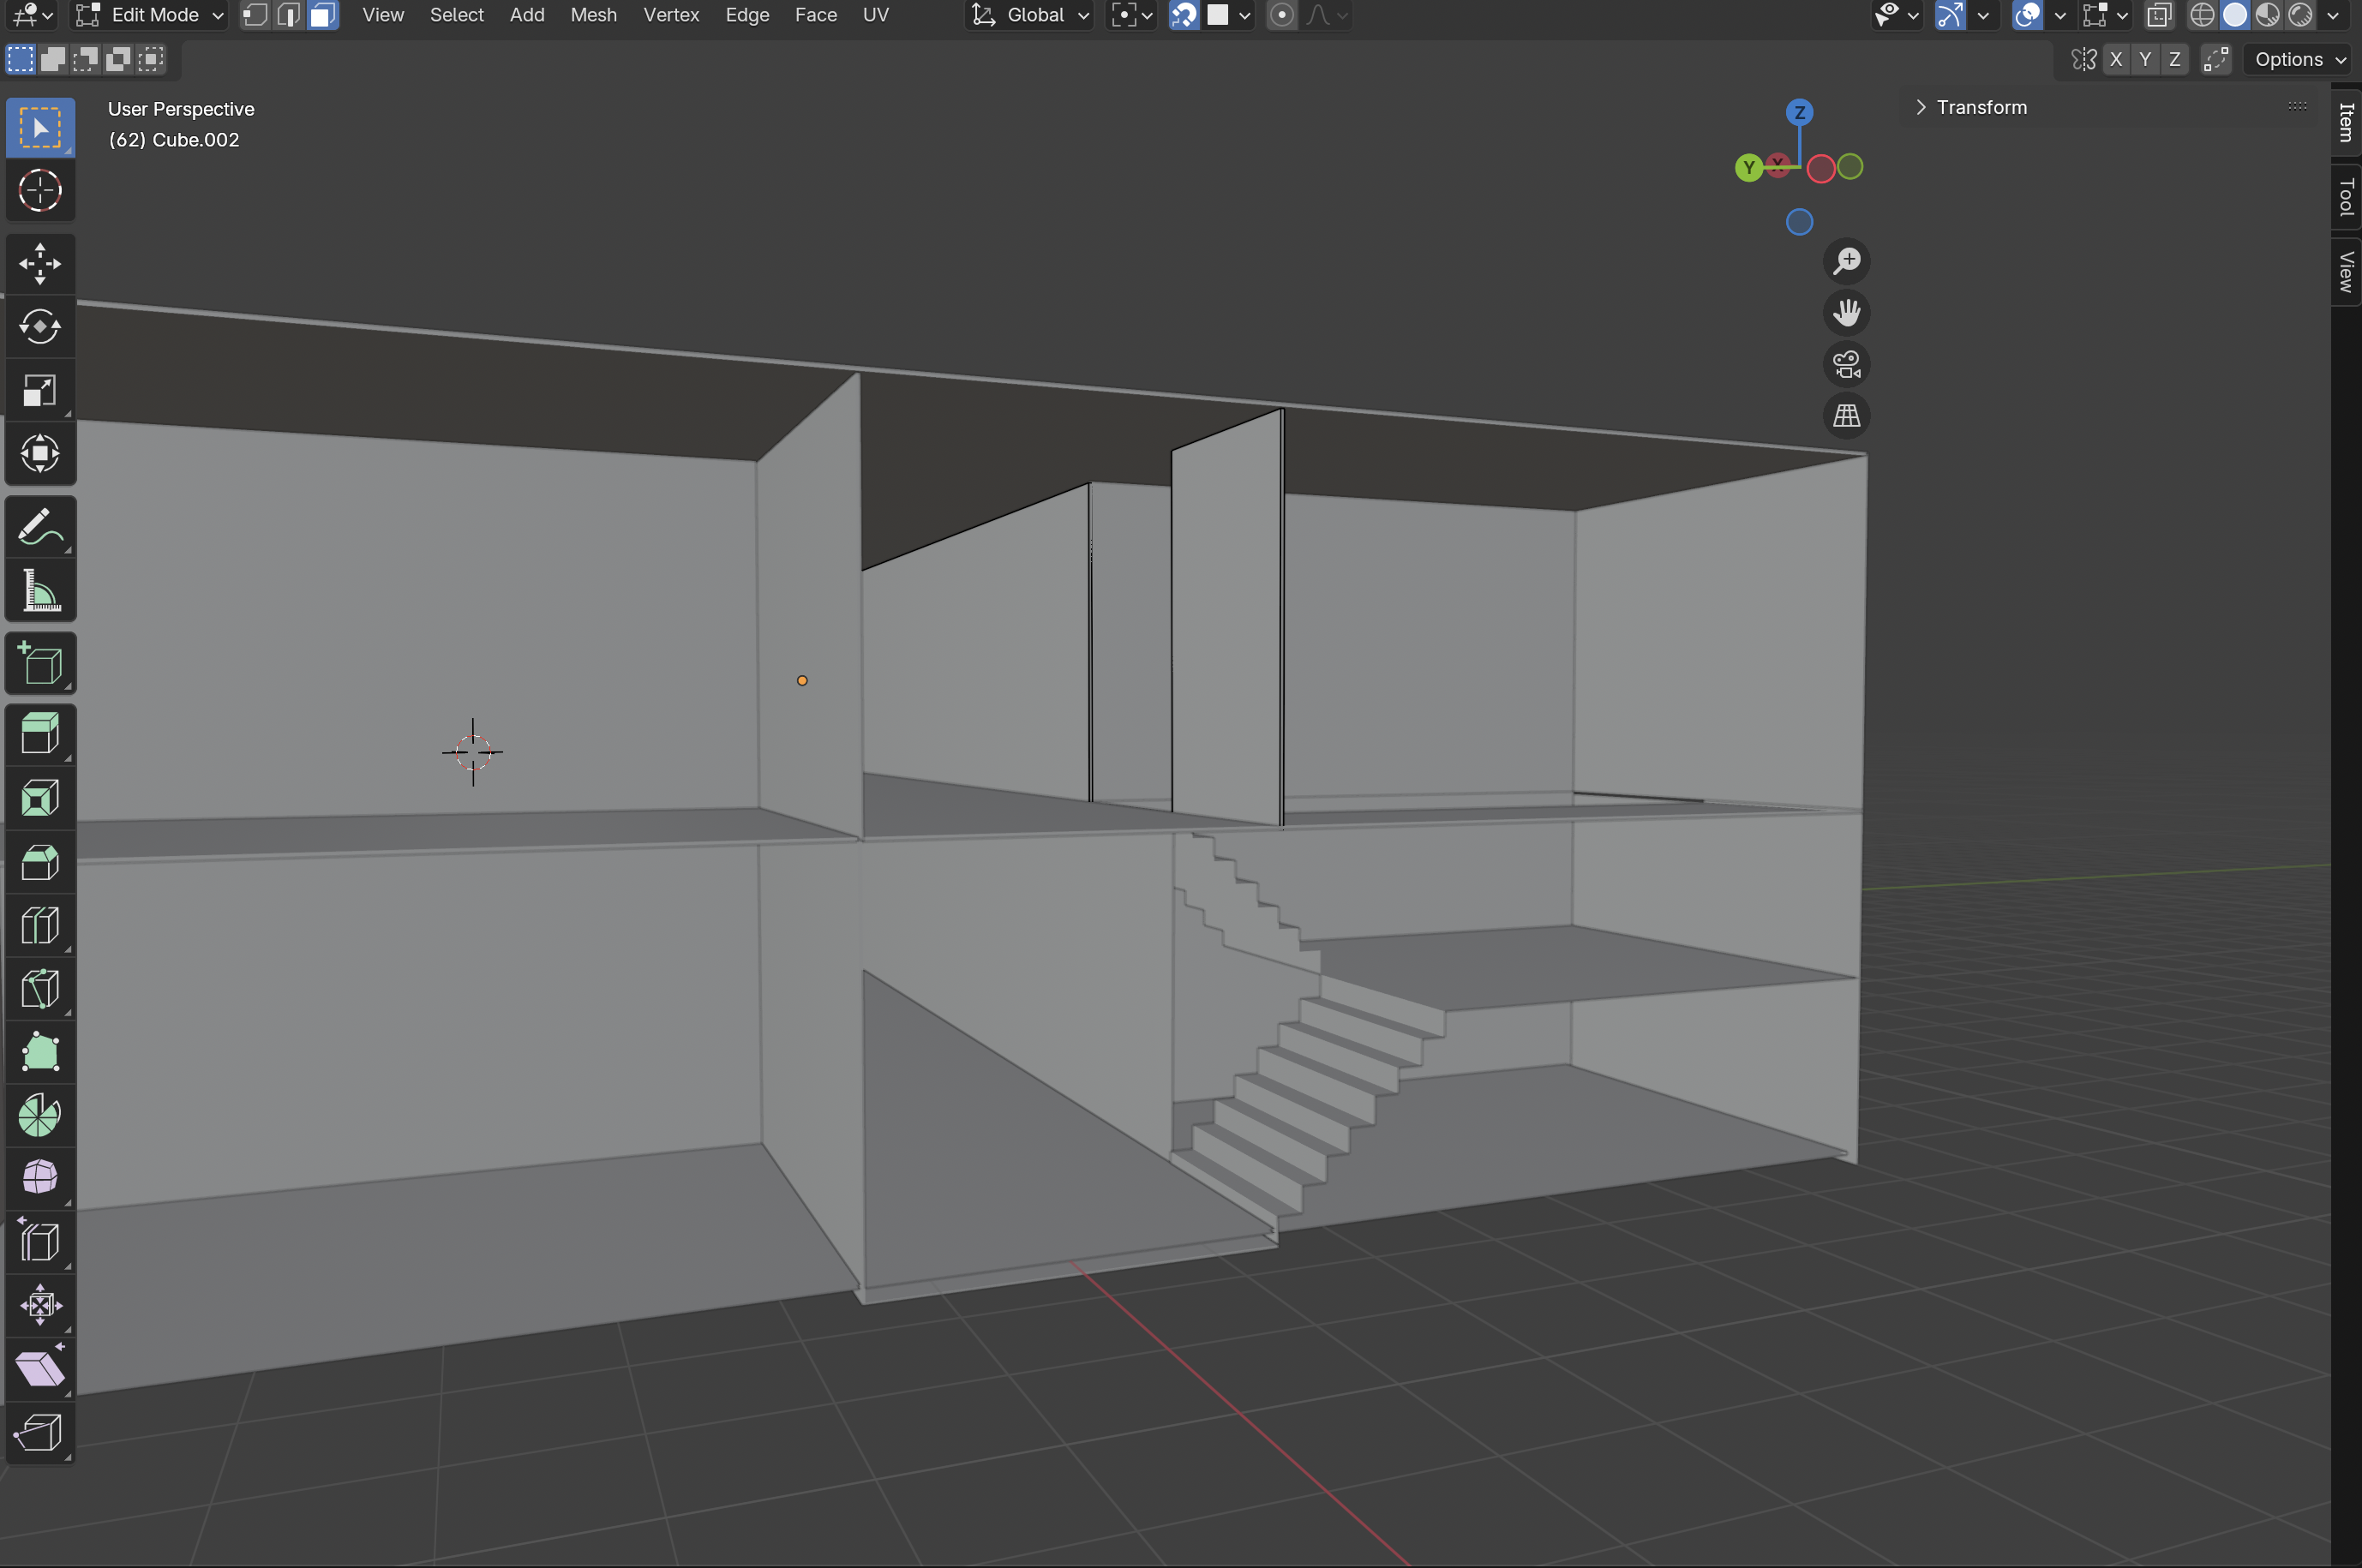 Edit Mode View Select Add Mesh Vertex Edge Face UV Global
X Y Z Options
User Perspective
(62) Cube.002
Transform
Item
Tool
View
Z
Y X